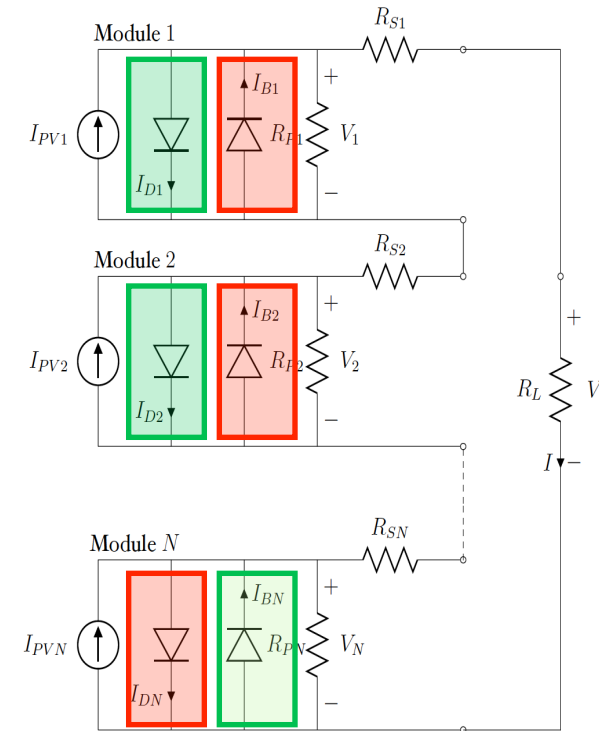 R_{S1}
Module 1
+
I_{B1}
I_{PV1}
R_{P1}
V_1
I_{D1}
−
R_{S2}
Module 2
+
I_{B2}
+
I_{PV2}
R_{P2}
V_2
R_L
V
I_{D2}
−
I
−
R_{SN}
Module N
+
I_{BN}
I_{PVN}
R_{PN}
V_N
I_{DN}
−